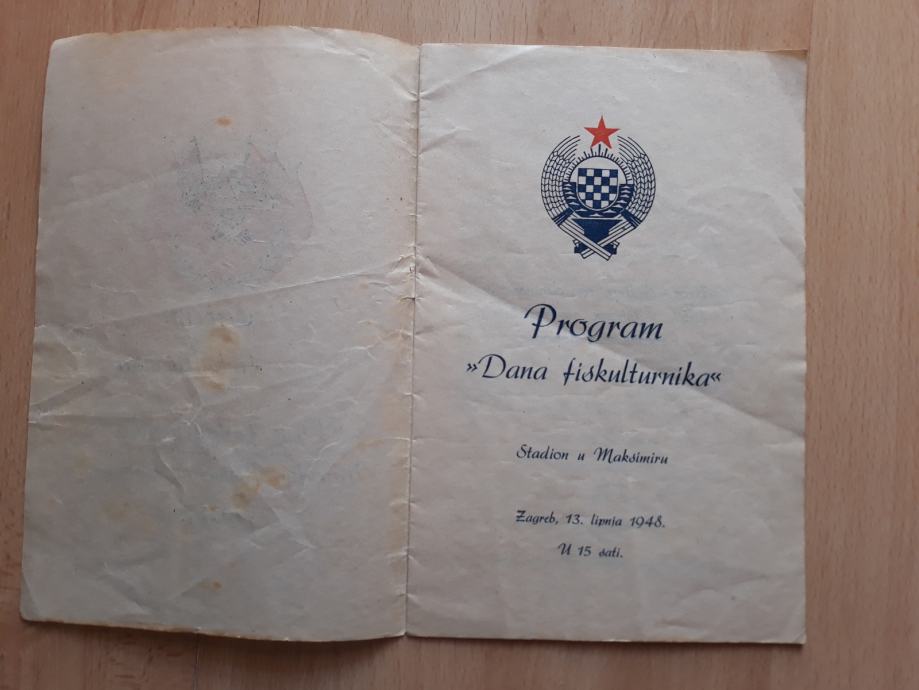 Program
»Dana fiskulturnika«
Stadion u Maksimiru
Zagreb, 13. lipnja 1948.
U 15 sati.